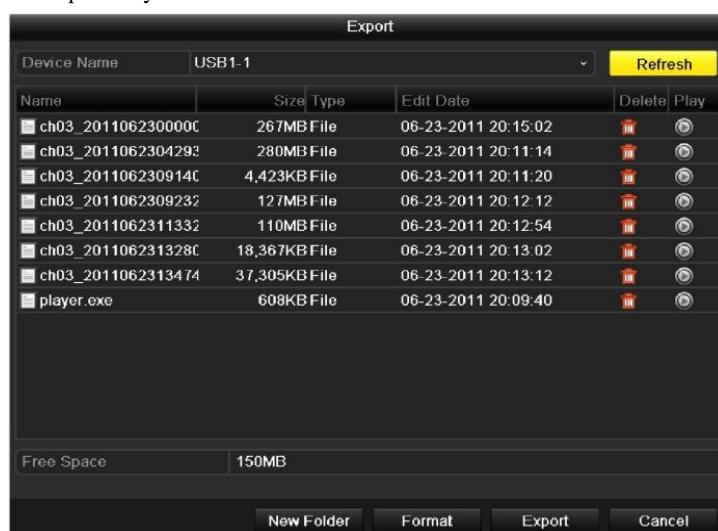 Export
Device Name USB1-1 Refresh
Name Size Type Edit Date Delete Play
ch03_2011062300000 267MB File 06-23-2011 20:15:02
ch03_2011062304293 280MB File 06-23-2011 20:11:14
ch03_201106230914 4,423KB File 06-23-2011 20:11:20
ch03_2011062309232 127MB File 06-23-2011 20:12:12
ch03_2011062311332 110MB File 06-23-2011 20:12:54
ch03_201106231328 18,367KB File 06-23-2011 20:13:02
ch03_2011062313474 37,305KB File 06-23-2011 20:13:12
player.exe 608KB File 06-23-2011 20:09:40
Free Space 150MB
New Folder Format Export Cancel